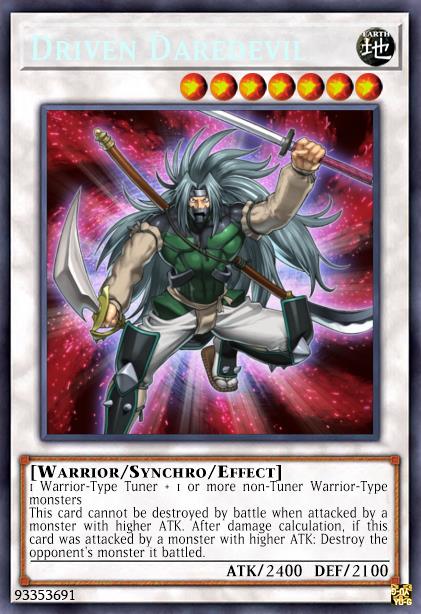 Driven Daredevil
EARTH
地
[Warrior/Synchro/Effect]
1 Warrior-Type Tuner + 1 or more non-Tuner Warrior-Type
monsters
This card cannot be destroyed by battle when attacked by a
monster with higher ATK. After damage calculation, if this
card was attacked by a monster with higher ATK: Destroy the
opponent's monster it battled.
ATK/2400 DEF/2100
93353691